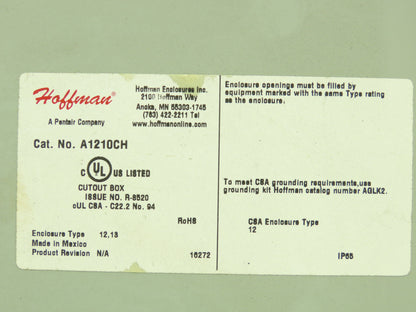 Hoffman®
A Pentair Company
Hoffman Enclosures Inc.
2100 Hoffman Way
Anoka, MN 55303-1745
(763) 422-2211 Tel
www.hoffmanonline.com
Cat. No. A1210CH
c UL US LISTED
CUTOUT BOX
ISSUE NO. R-8520
cUL CSA - C22.2 No. 94
RoHS
Enclosure Type 12,13
Made in Mexico
Product Revision N/A
16272
Enclosure openings must be filled by
equipment marked with the same Type rating
as the enclosure.
To meet CSA grounding requirements,use
grounding kit Hoffman catalog number AGLK2.
CSA Enclosure Type
12
IP65